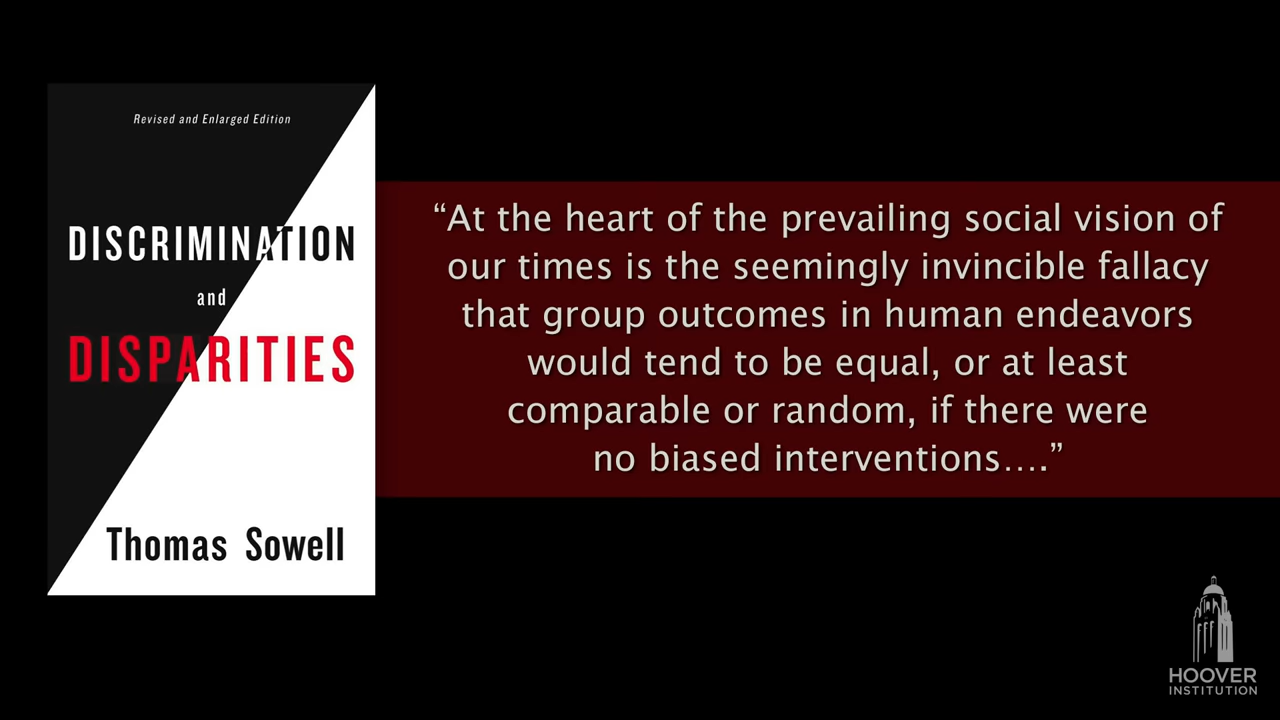 Revised and Enlarged Edition
DISCRIMINATION
and
DISPARITIES
Thomas Sowell
“At the heart of the prevailing social vision of
our times is the seemingly invincible fallacy
that group outcomes in human endeavors
would tend to be equal, or at least
comparable or random, if there were
no biased interventions….”
HOOVER
INSTITUTION